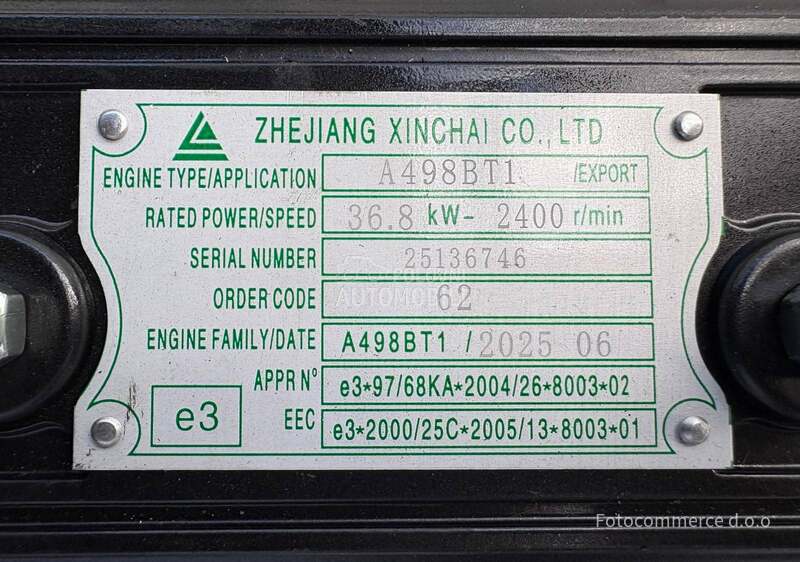 ZHEJIANG XINCHAI CO.,LTD
ENGINE TYPE/APPLICATION A498BT1 /EXPORT
RATED POWER/SPEED 36.8 kW- 2400 r/min
SERIAL NUMBER 25136746
ORDER CODE 62
ENGINE FAMILY/DATE A498BT1 / 2025 06
APPR Nº e3*97/68KA*2004/26*8003*02
e3 EEC e3*2000/25C*2005/13*8003*01
Fotocommerce d.o.o